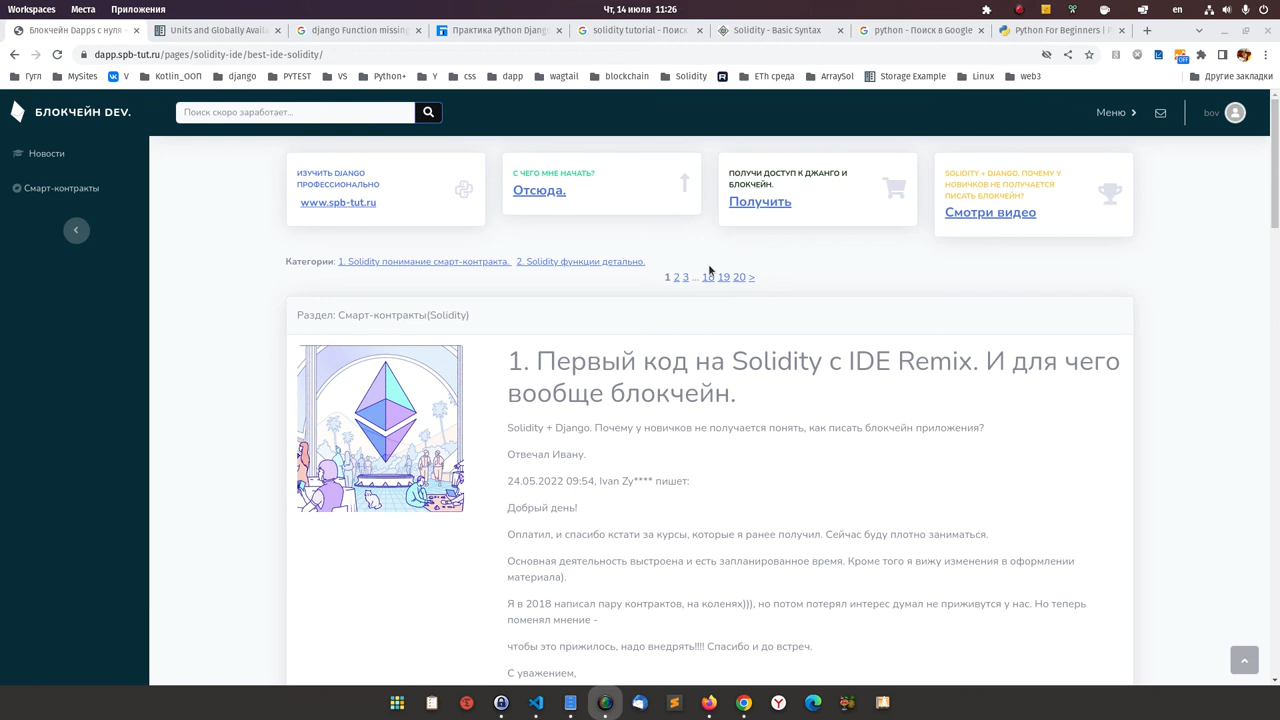 Workspaces Места Приложения Чт, 14 июля 11:26 en
Блокчейн Dapps с нуля Units and Globally Avail django Function missing Практика Python Django solidity tutorial - Поиск Solidity - Basic Syntax python - Поиск в Google Python For Beginners | P
dapp.spb-tut.ru/pages/solidity-ide/best-ide-solidity/
OFF
Гугл MySites V Kotlin_ООП django PYTEST VS Python+ Y css dapp wagtail blockchain Solidity ETh среда ArraySol Storage Example Linux web3 Другие закладки
БЛОКЧЕЙН DEV.
Поиск скоро заработает...
Меню
bov
Новости
Смарт-контракты
ИЗУЧИТЬ DJANGO
ПРОФЕССИОНАЛЬНО
www.spb-tut.ru
С ЧЕГО МНЕ НАЧАТЬ?
Отсюда.
ПОЛУЧИ ДОСТУП К ДЖАНГО И
БЛОКЧЕЙН.
Получить
SOLIDITY + DJANGO. ПОЧЕМУ У
НОВИЧКОВ НЕ ПОЛУЧАЕТСЯ
ПИСАТЬ БЛОКЧЕЙН?
Смотри видео
Категории: 1. Solidity понимание смарт-контракта. 2. Solidity функции детально.
1 2 3 ... 18 19 20 >
Раздел: Смарт-контракты(Solidity)
1. Первый код на Solidity с IDE Remix. И для чего
вообще блокчейн.
Solidity + Django. Почему у новичков не получается понять, как писать блокчейн приложения?
Отвечал Ивану.
24.05.2022 09:54, Ivan Zy**** пишет:
Добрый день!
Оплатил, и спасибо кстати за курсы, которые я ранее получил. Сейчас буду плотно заниматься.
Основная деятельность выстроена и есть запланированное время. Кроме того я вижу изменения в оформлении
материала).
Я в 2018 написал пару контрактов, на коленях))), но потом потерял интерес думал не приживутся у нас. Но теперь
поменял мнение -
чтобы это прижилось, надо внедрять!!!! Спасибо и до встреч.
С уважением,